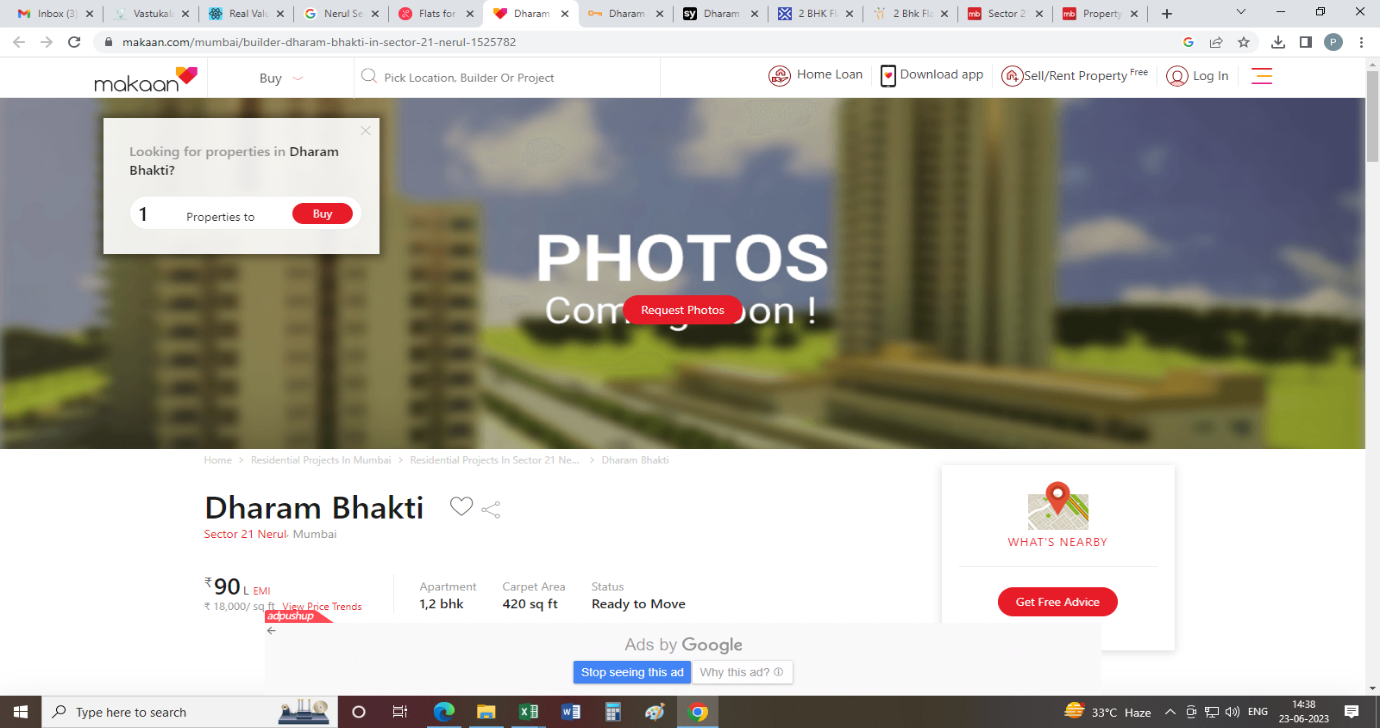 Inbox (3)
Vastukala
Real Valu
Nerul Se
Flats for
Dharam
Dharam
Dharam
2 BHK Fl
2 Bhk Fla
Sector 2
Property
makaan.com/mumbai/builder-dharam-bhakti-in-sector-21-nerul-1525782
P
makaan
Buy
Pick Location, Builder Or Project
Home Loan
Download app
Sell/Rent Property Free
Log In
Looking for properties in Dharam
Bhakti?
1 Properties to Buy
PHOTOS
Request Photos
Home > Residential Projects In Mumbai > Residential Projects In Sector 21 Ne... > Dharam Bhakti
Dharam Bhakti
Sector 21 Nerul, Mumbai
₹ 90 L EMI
₹ 18,000/ sq ft View Price Trends
Apartment
1,2 bhk
Carpet Area
420 sq ft
Status
Ready to Move
WHAT'S NEARBY
Get Free Advice
adpushup
Ads by Google
Stop seeing this ad
Why this ad?
Type here to search
33°C Haze
ENG
14:38
23-06-2023